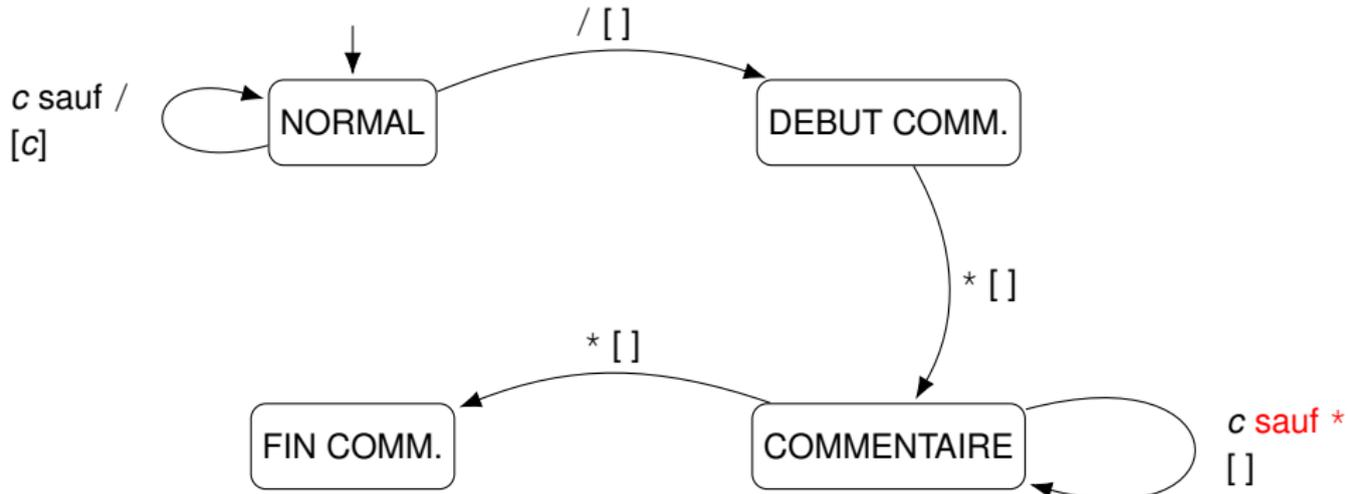 / [ ]
c sauf /
[c]
NORMAL
DEBUT COMM.
* [ ]
* [ ]
FIN COMM.
COMMENTAIRE
c sauf *
[ ]